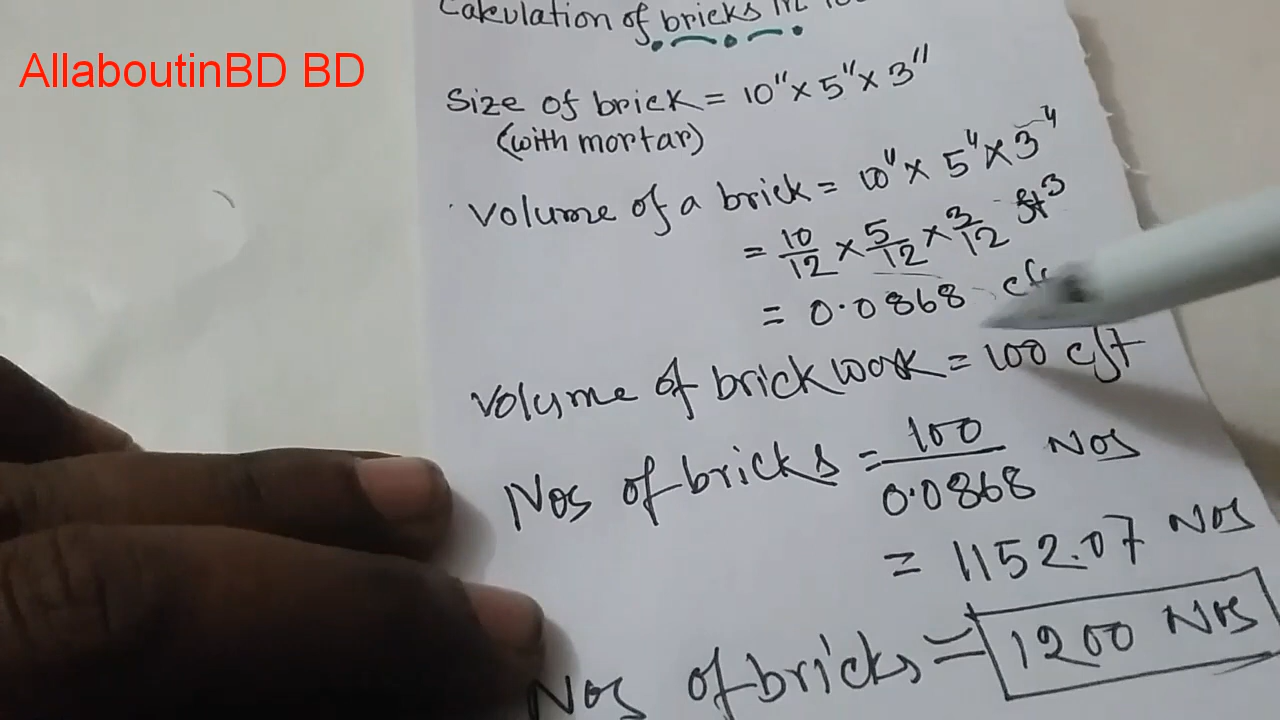 Calculation of bricks in
AllaboutinBD BD
Size of brick = 10" x 5" x 3"
(with mortar)
Volume of a brick = 10" x 5" x 3"
= 10/12 x 5/12 x 3/12 ft³
= 0.0868
Volume of brick work = 100 cft
Nos of bricks = 100/0.0868 Nos
= 1152.07 Nos
Nos of bricks = 1200 Nos